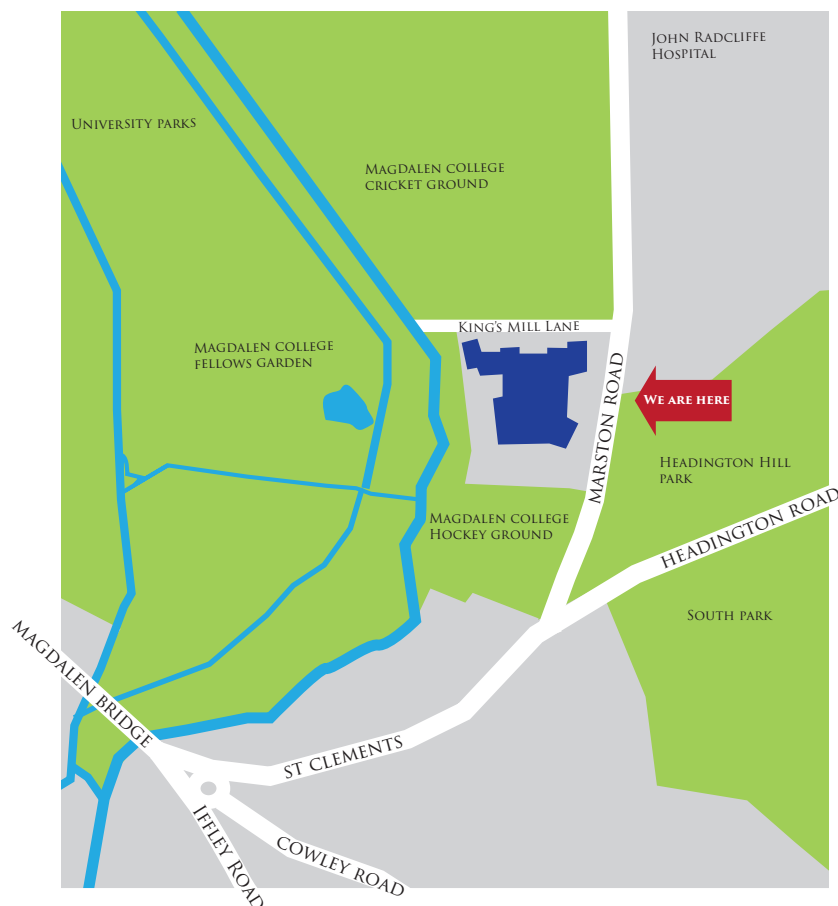 John Radcliffe
Hospital
University parks
Magdalen college
cricket ground
King's Mill Lane
Magdalen college
fellows garden
Marston Road
We are here
Headington Hill
park
Headington Road
Magdalen college
Hockey ground
South park
Magdalen Bridge
St Clements
Iffley Road
Cowley Road